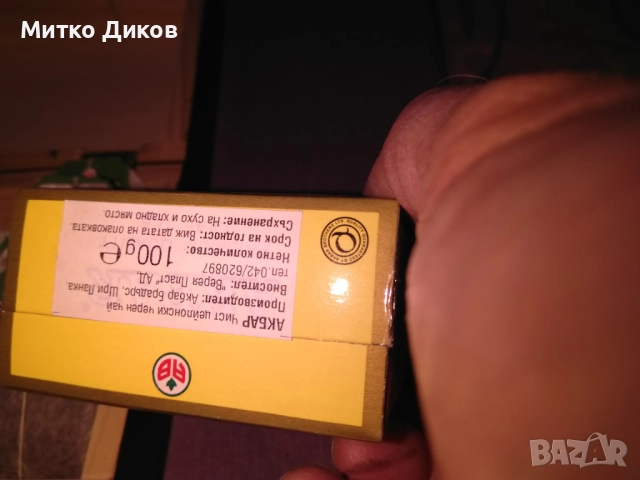 Митко Диков
АКБАР Чист цейлонски черен чай
Производител: Акбар Брадърс, Шри Ланка.
Вносител: "Верея Пласт" АД,
тел.042/620897
Нетно количество: 100g e
Срок на годност: Виж датата на опаковката.
Съхранение: На сухо и хладно място.
AB
BAZAR